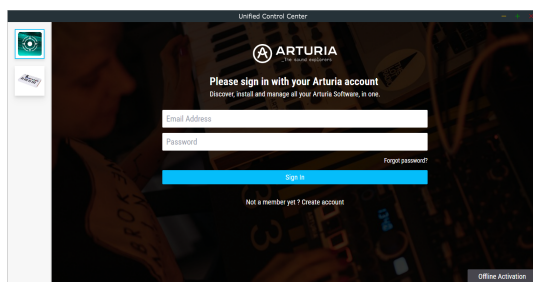 Unified Control Center
ARTURIA
_The sound explorers
Please sign in with your Arturia account
Discover, install and manage all your Arturia Software, in one.
Email Address
Password
Forgot password?
Sign In
Not a member yet ? Create account
Offline Activation